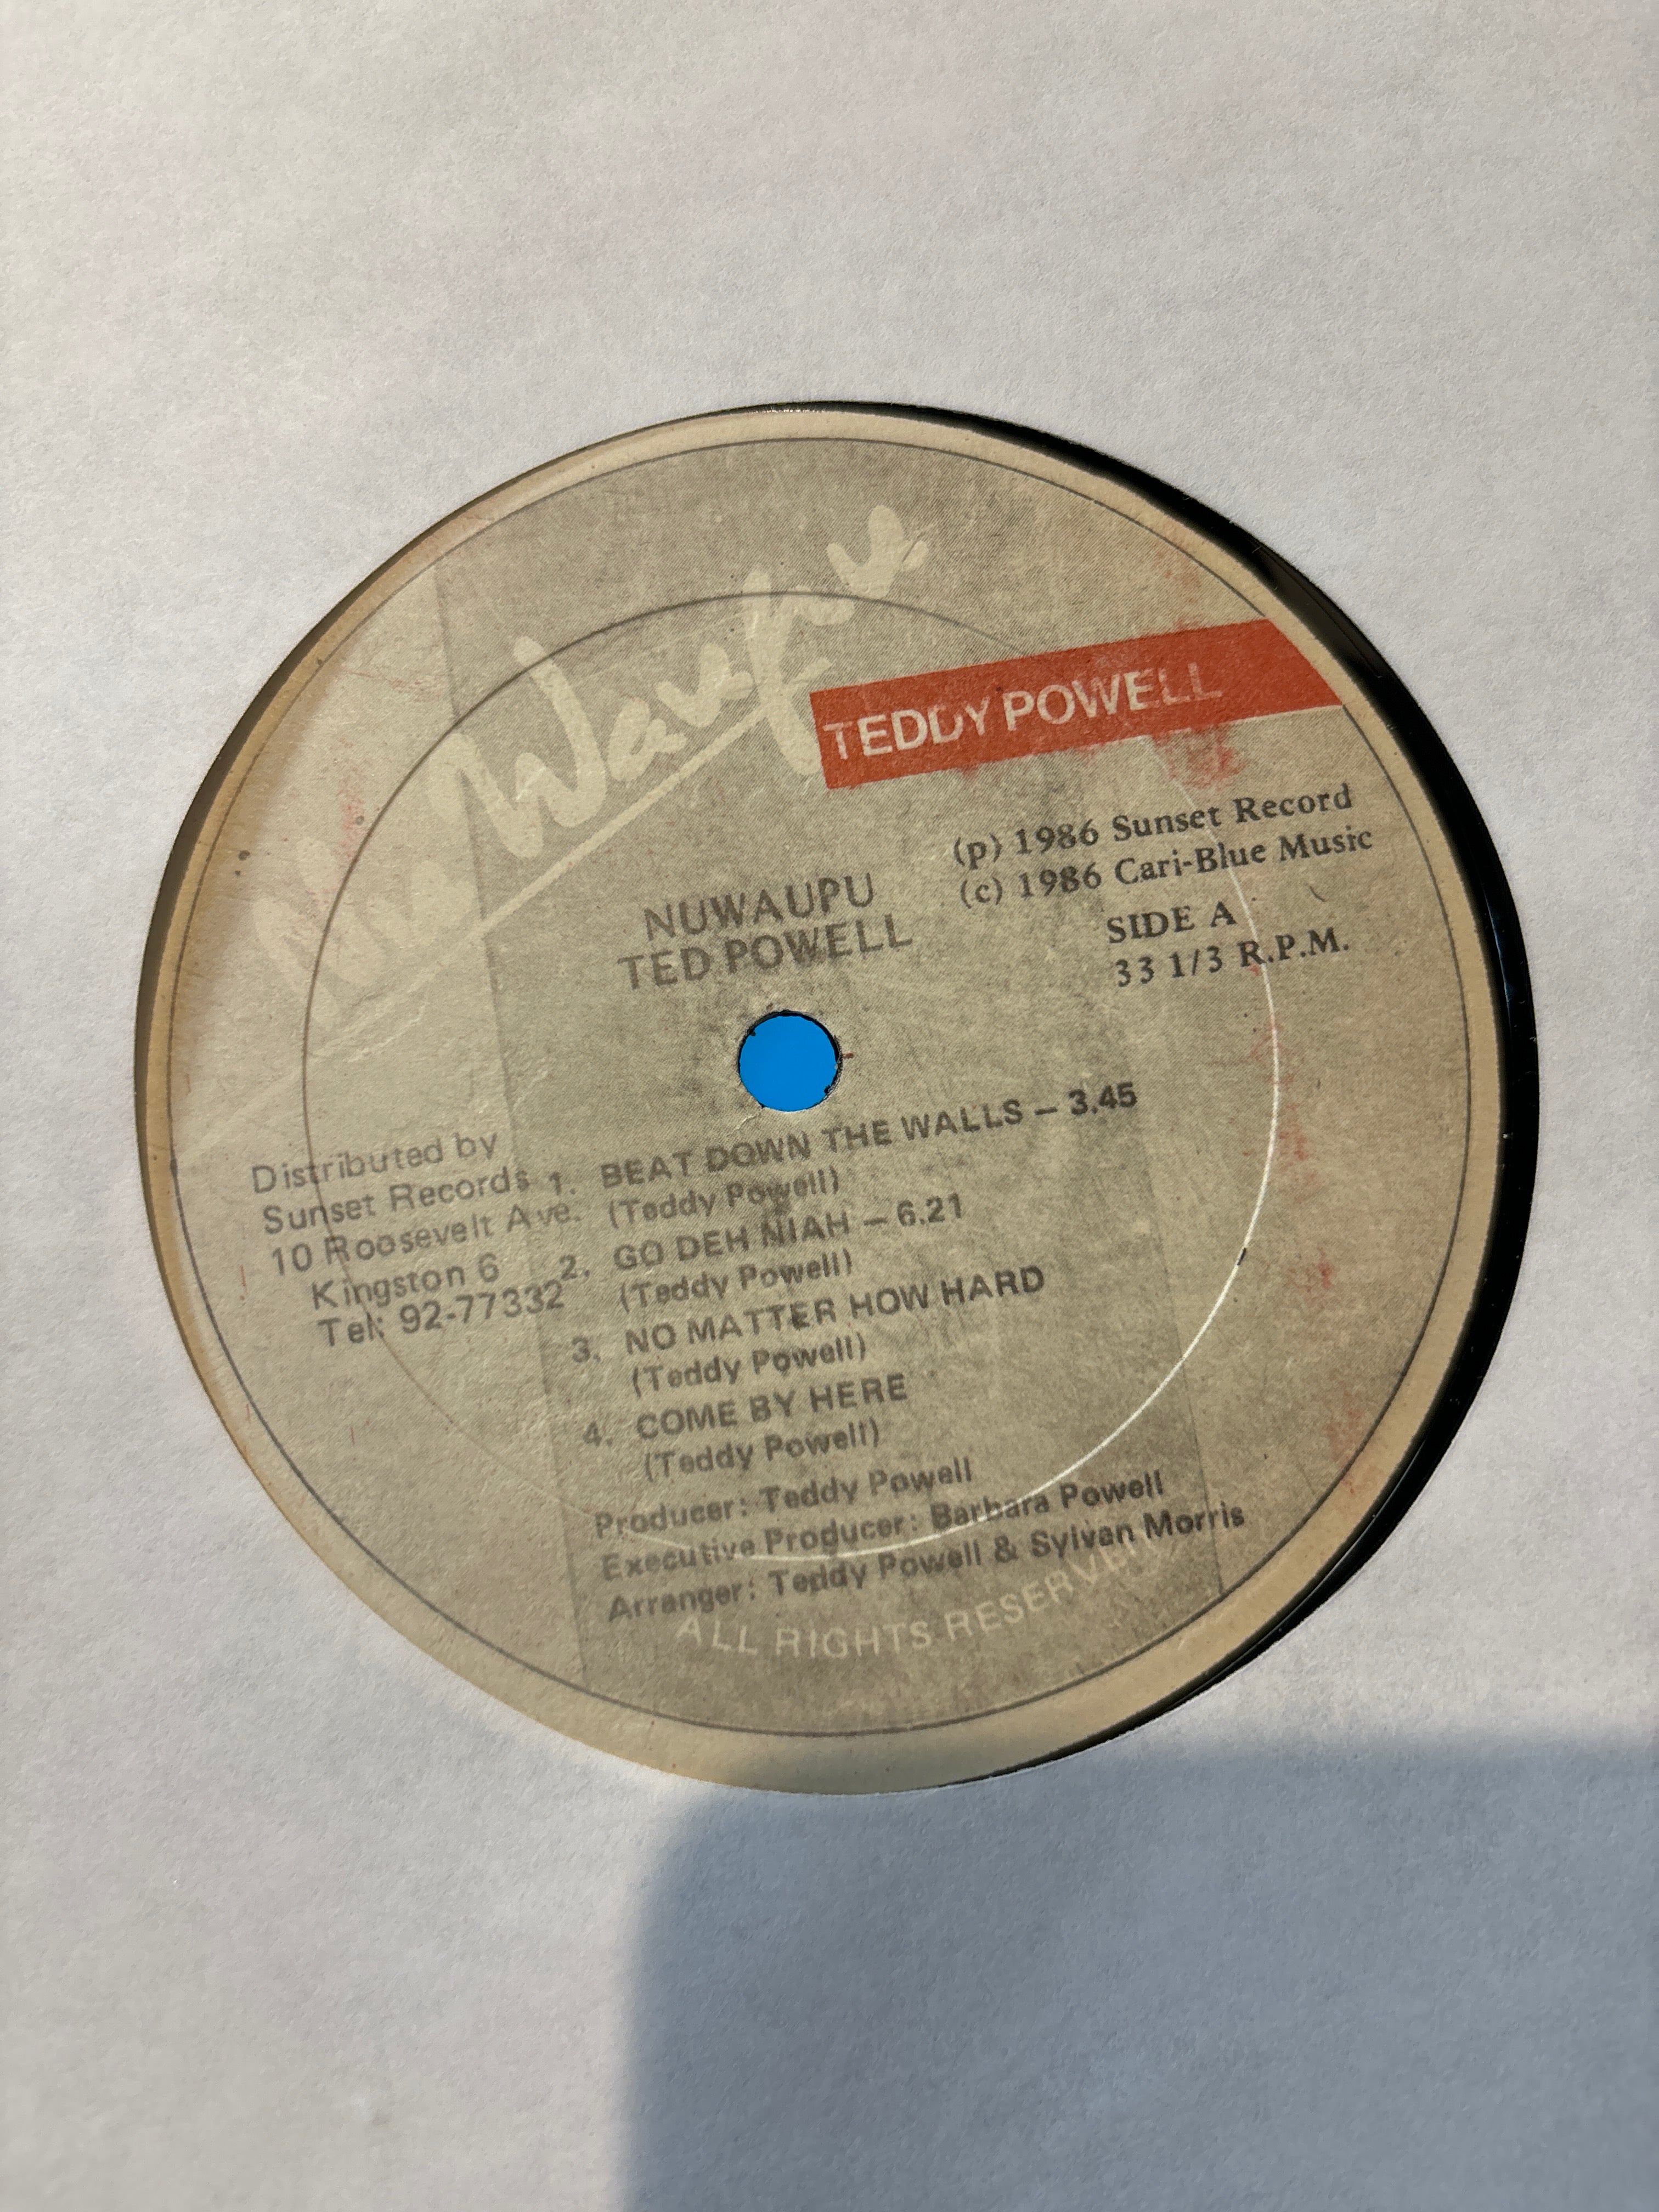 Nu Waupu
TEDDY POWELL
(p) 1986 Sunset Record
(c) 1986 Cari-Blue Music
SIDE A
33 1/3 R.P.M.
NUWAUPU
TED POWELL
Distributed by
Sunset Records
10 Roosevelt Ave.
Kingston 6
Tel: 92-77332
1. BEAT DOWN THE WALLS – 3.45
(Teddy Powell)
2. GO DEH NIAH – 6.21
(Teddy Powell)
3. NO MATTER HOW HARD
(Teddy Powell)
4. COME BY HERE
(Teddy Powell)
Producer: Teddy Powell
Executive Producer: Barbara Powell
Arranger: Teddy Powell & Sylvan Morris
ALL RIGHTS RESERVED